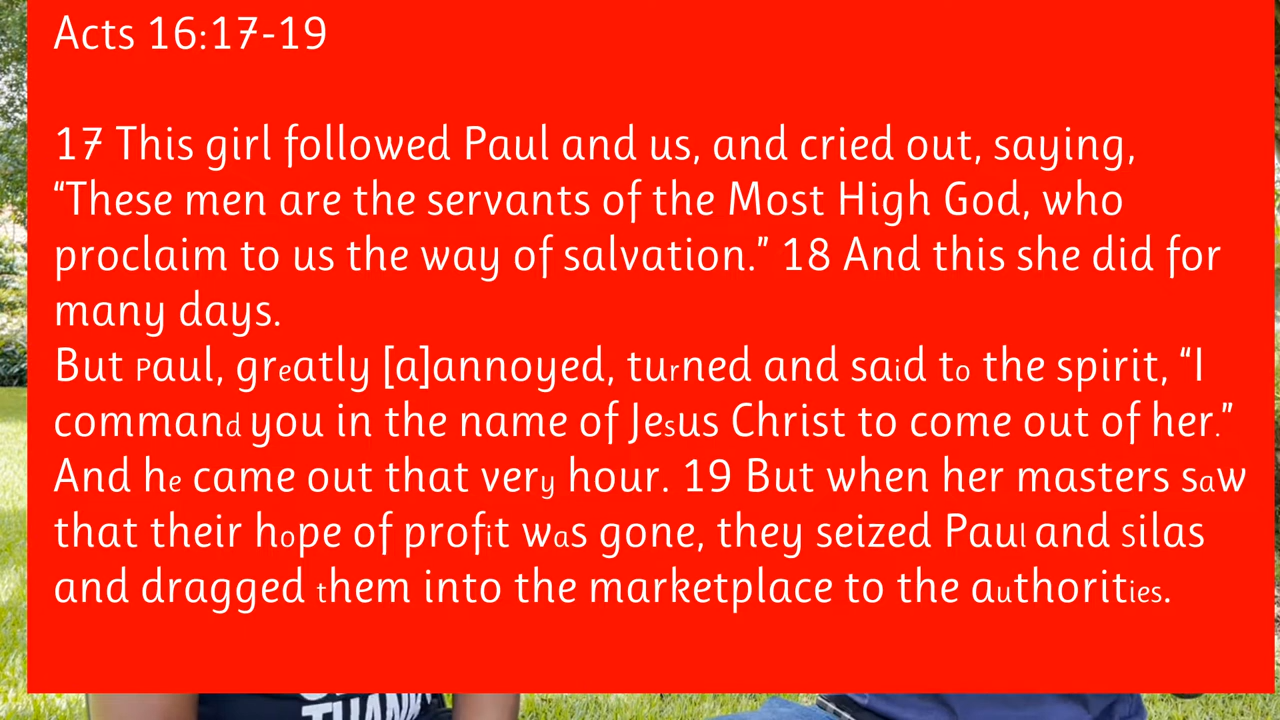 Acts 16:17-19
17 This girl followed Paul and us, and cried out, saying,
“These men are the servants of the Most High God, who
proclaim to us the way of salvation.” 18 And this she did for
many days.
But Paul, greatly [a]annoyed, turned and said to the spirit, “I
command you in the name of Jesus Christ to come out of her.”
And he came out that very hour. 19 But when her masters saw
that their hope of profit was gone, they seized Paul and Silas
and dragged them into the marketplace to the authorities.
THANK